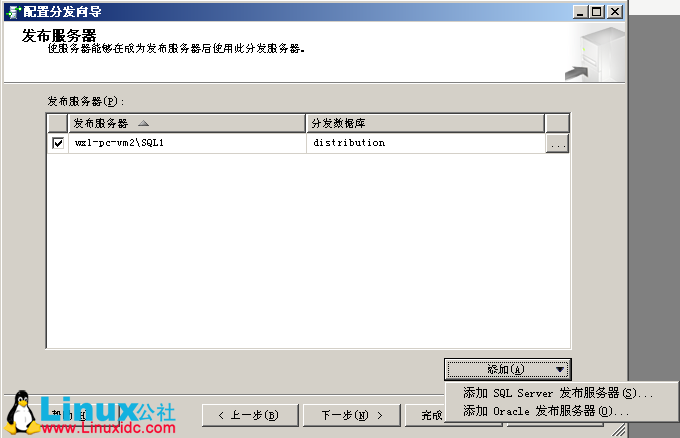 配置分发向导
发布服务器
使服务器能够在成为发布服务器后使用此分发服务器。
发布服务器(P):
发布服务器 分发数据库
wzl-pc-vm2\SQL1 distribution ...
添加(A)
添加 SQL Server 发布服务器(S)...
添加 Oracle 发布服务器(O)...
< 上一步(B) 下一步(N) > 完成
Linux公社
www.Linuxidc.com